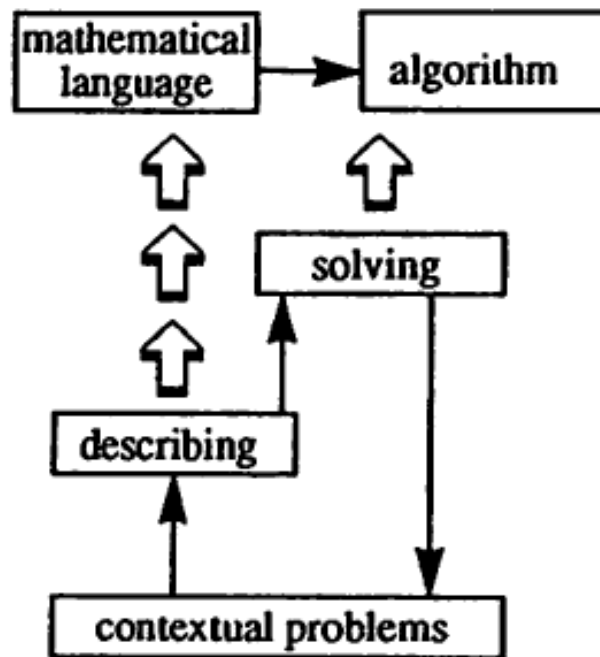 mathematical
language
algorithm
solving
describing
contextual problems